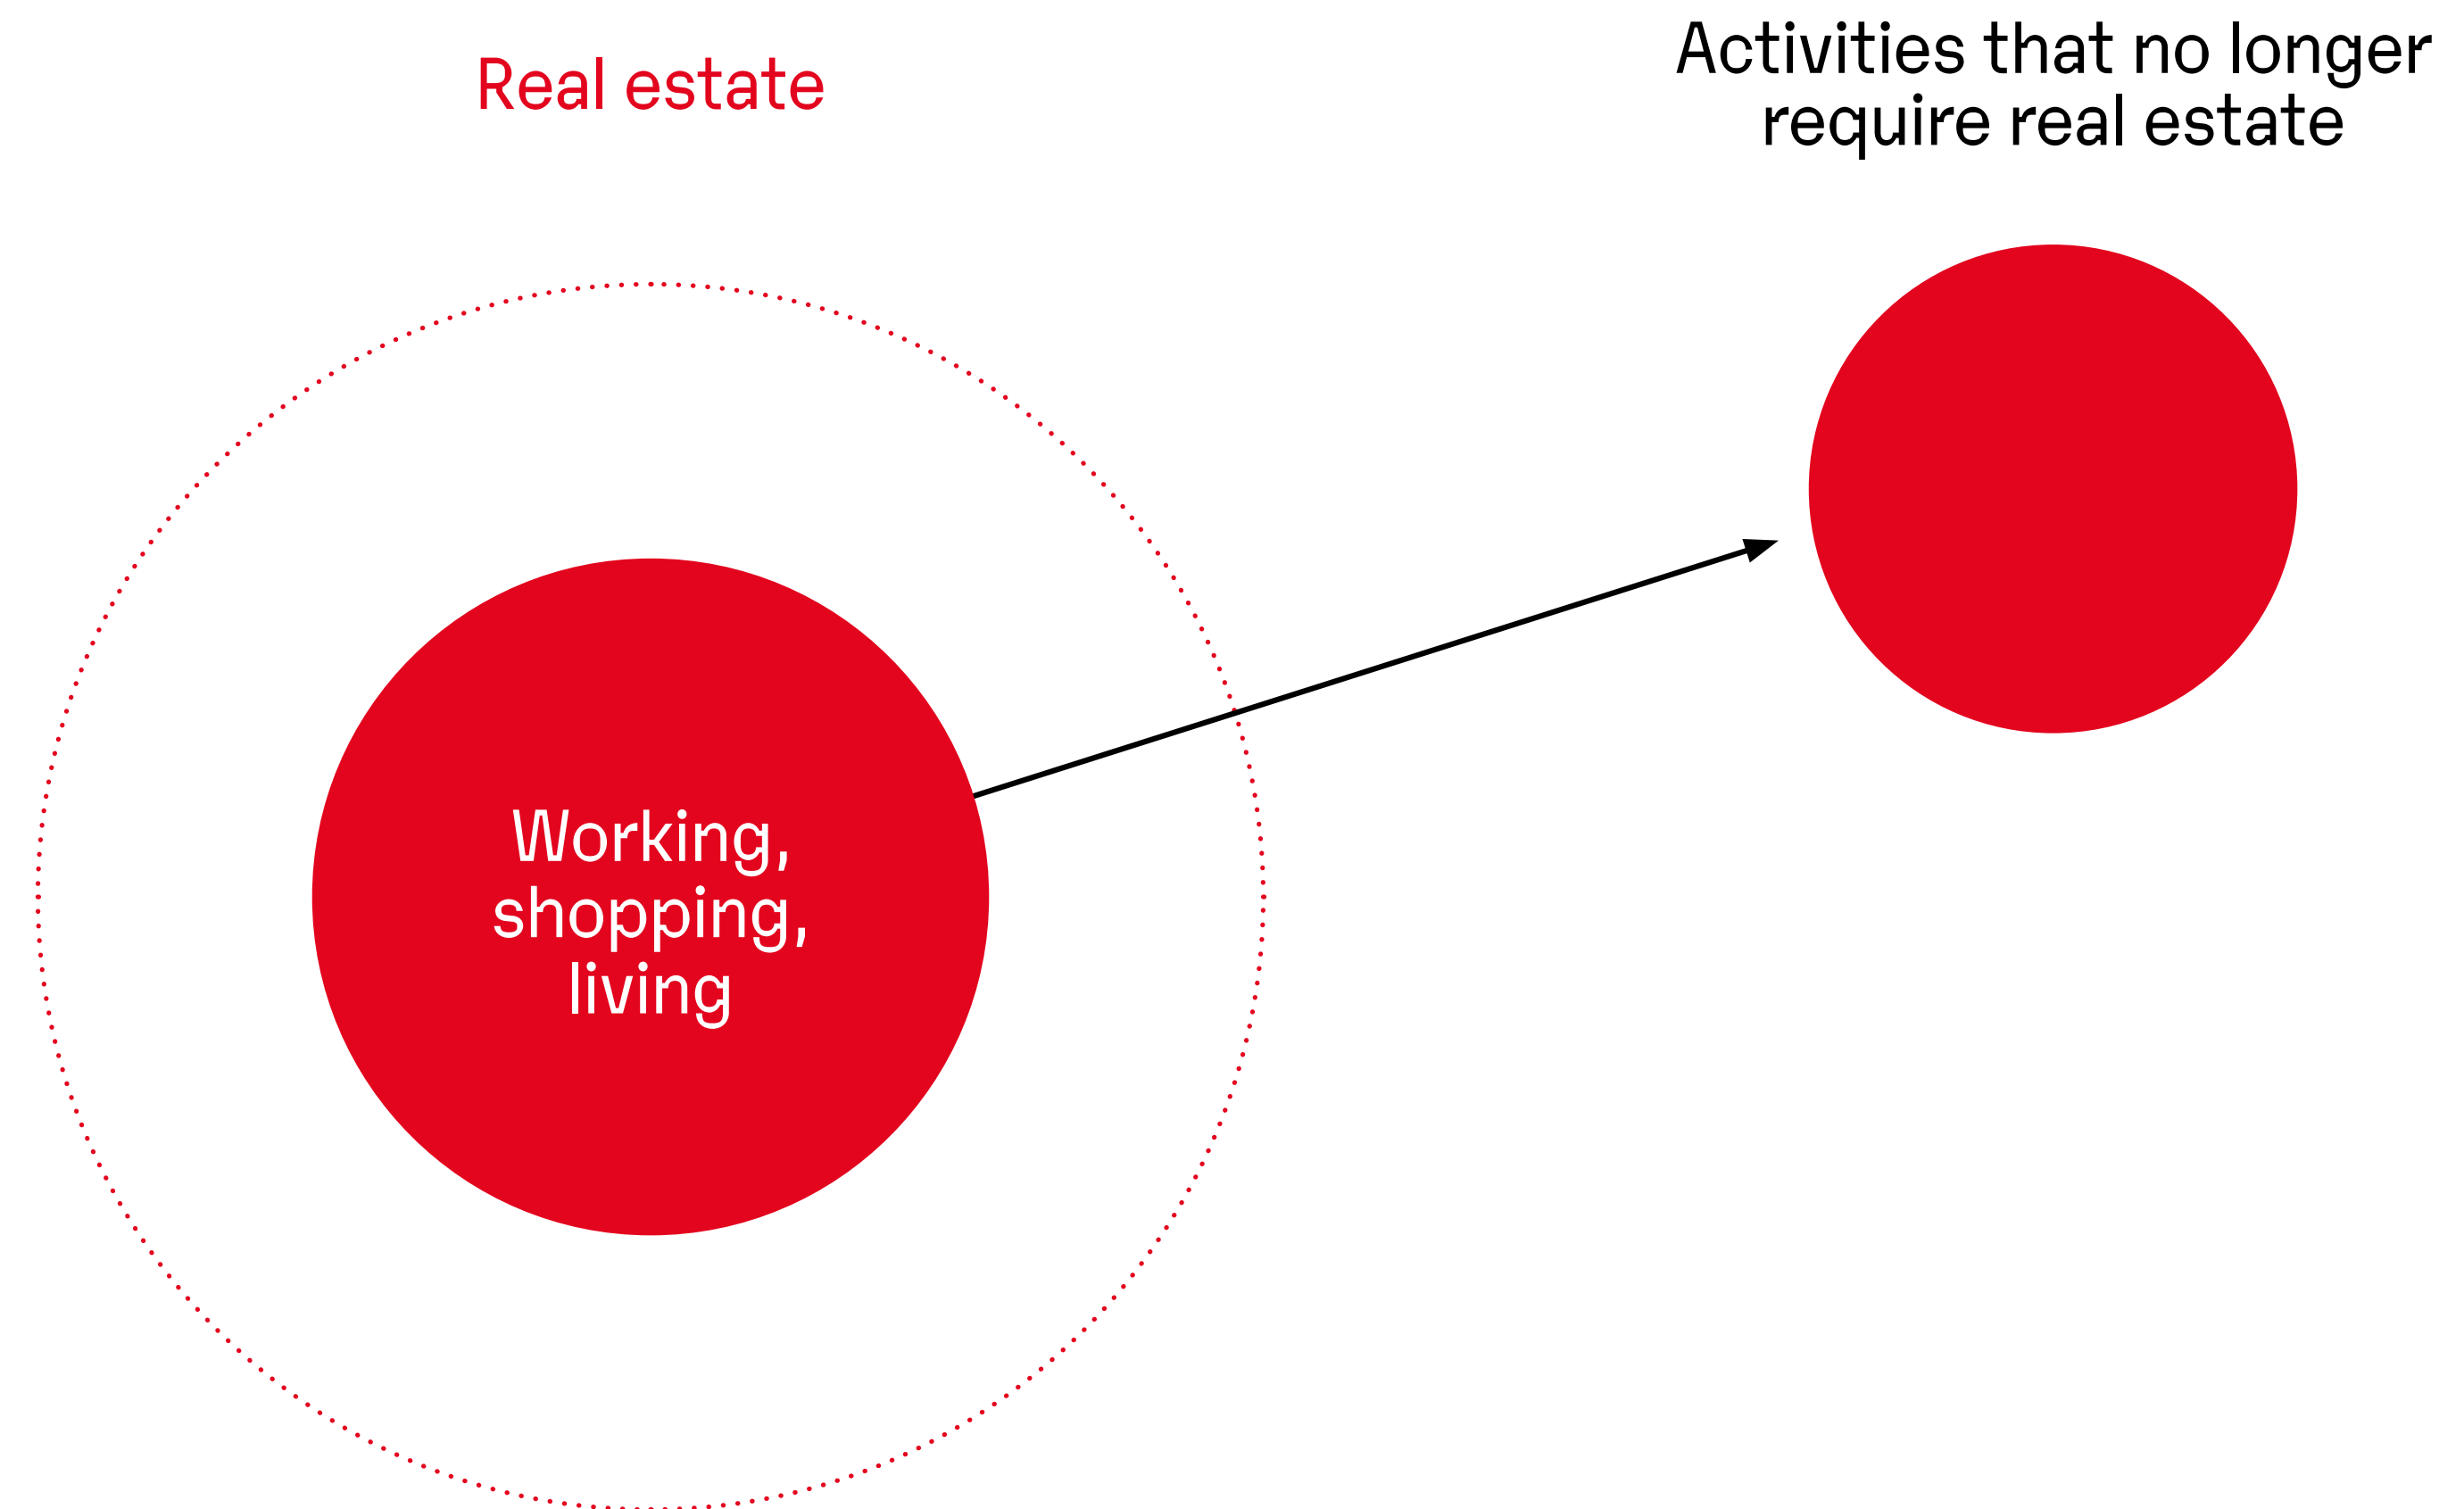 Real estate
Activities that no longer
require real estate
Working,
shopping,
living